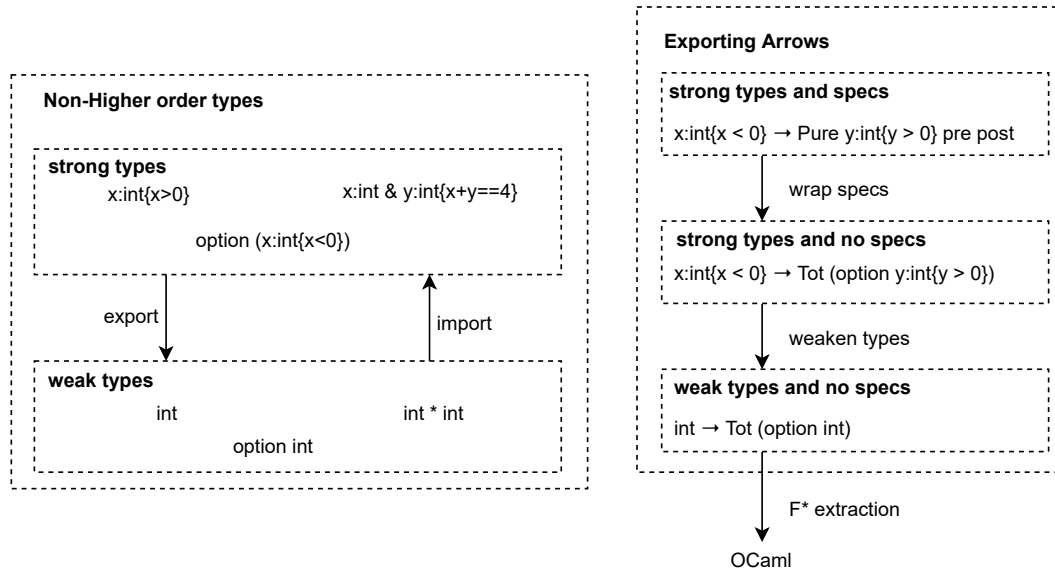 Non-Higher order types
strong types
x:int{x>0}
x:int & y:int{x+y==4}
option (x:int{x<0})
export
import
weak types
int
int * int
option int
Exporting Arrows
strong types and specs
x:int{x < 0} → Pure y:int{y > 0} pre post
wrap specs
strong types and no specs
x:int{x < 0} → Tot (option y:int{y > 0})
weaken types
weak types and no specs
int → Tot (option int)
F* extraction
OCaml